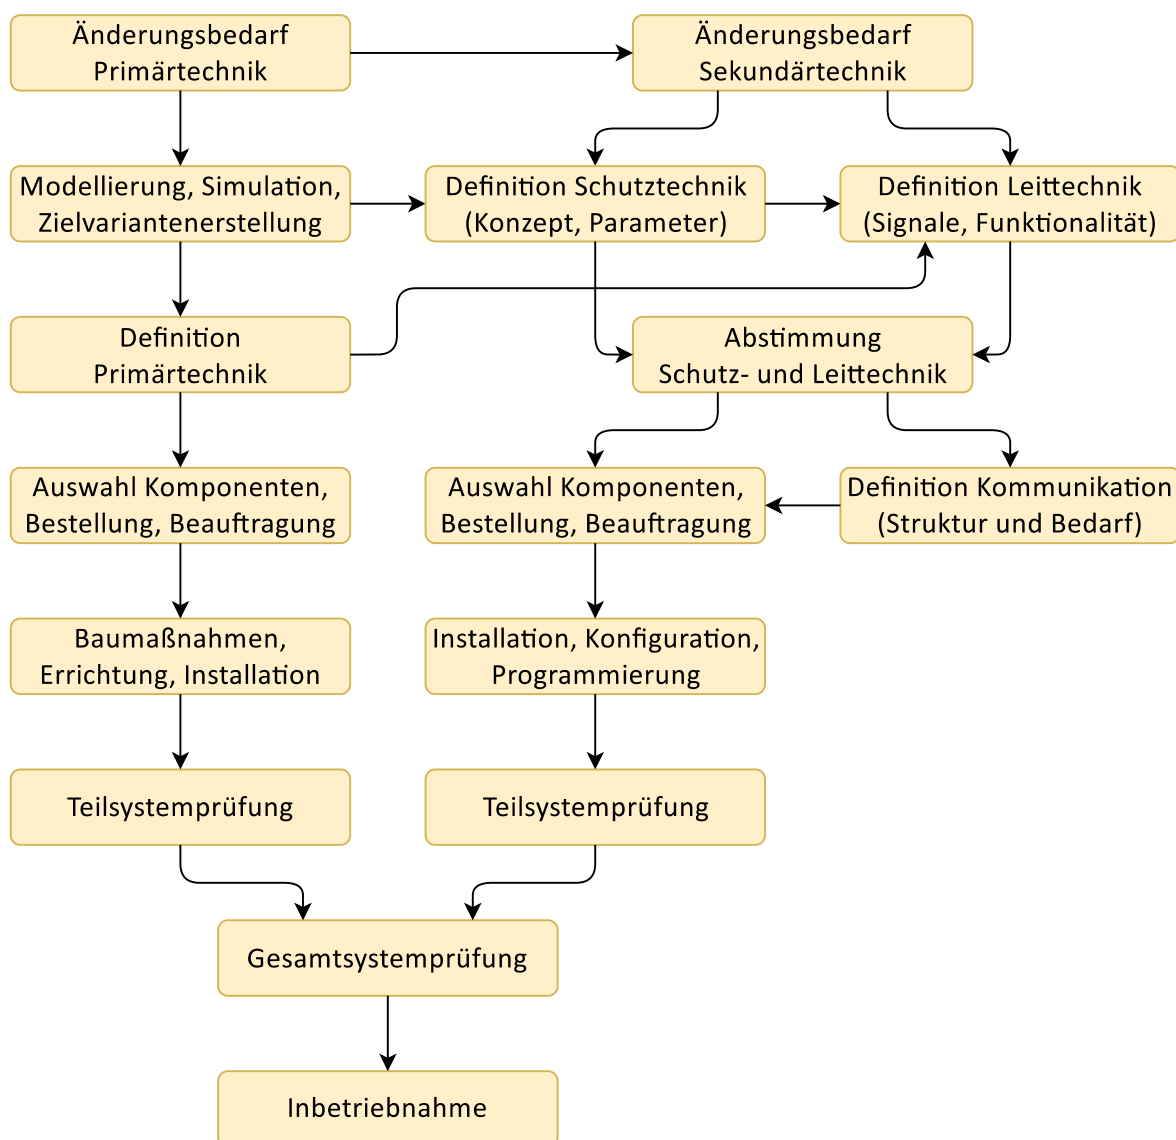 Änderungsbedarf
Primärtechnik
Änderungsbedarf
Sekundärtechnik
Modellierung, Simulation,
Zielvariantenerstellung
Definition Schutztechnik
(Konzept, Parameter)
Definition Leittechnik
(Signale, Funktionalität)
Definition
Primärtechnik
Abstimmung
Schutz- und Leittechnik
Auswahl Komponenten,
Bestellung, Beauftragung
Auswahl Komponenten,
Bestellung, Beauftragung
Definition Kommunikation
(Struktur und Bedarf)
Baumaßnahmen,
Errichtung, Installation
Installation, Konfiguration,
Programmierung
Teilsystemprüfung
Teilsystemprüfung
Gesamtsystemprüfung
Inbetriebnahme